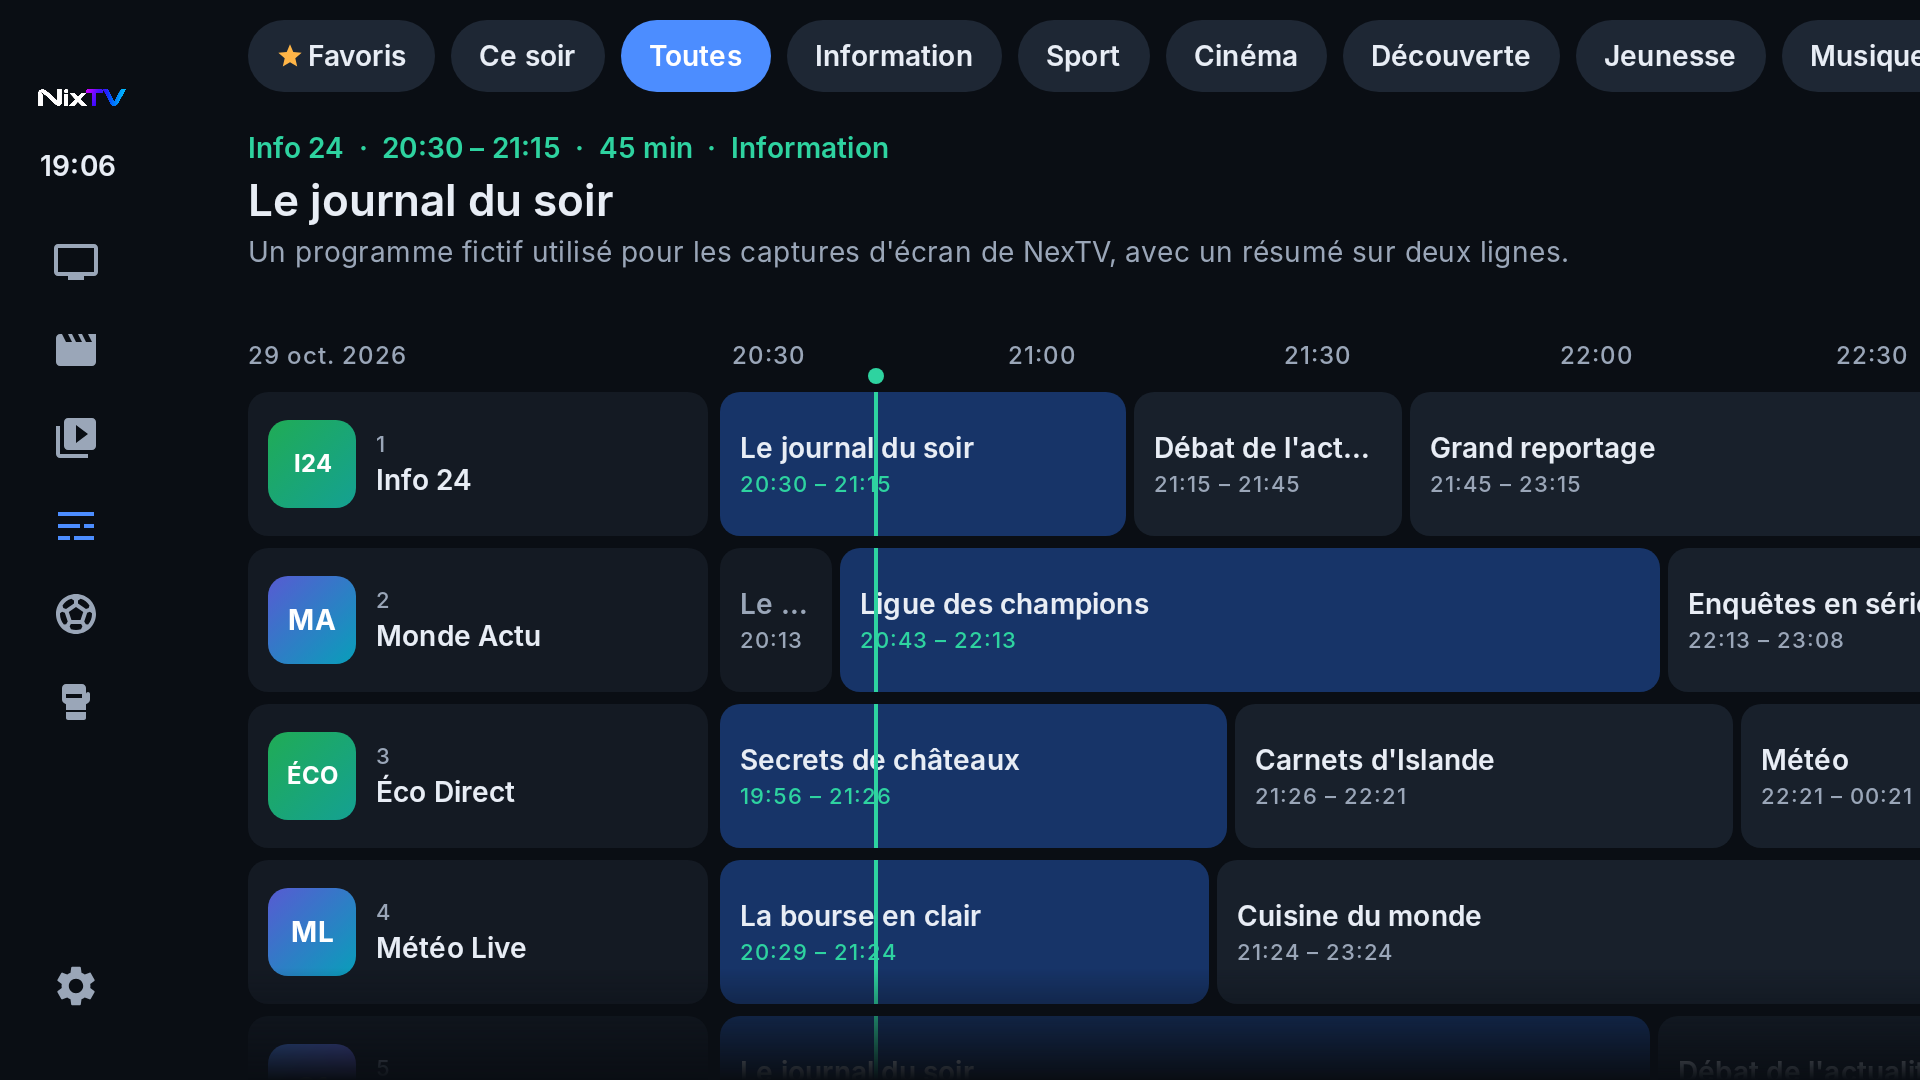 Favoris
Ce soir
Toutes
Information
Sport
Cinéma
Découverte
Jeunesse
Musique
NixTV
19:06
Info 24 · 20:30 – 21:15 · 45 min · Information
Le journal du soir
Un programme fictif utilisé pour les captures d'écran de NexTV, avec un résumé sur deux lignes.
29 oct. 2026
20:30
21:00
21:30
22:00
22:30
I24
1
Info 24
Le journal du soir
20:30 – 21:15
Débat de l'act...
21:15 – 21:45
Grand reportage
21:45 – 23:15
MA
2
Monde Actu
Le ...
20:13
Ligue des champions
20:43 – 22:13
Enquêtes en série
22:13 – 23:08
ÉCO
3
Éco Direct
Secrets de châteaux
19:56 – 21:26
Carnets d'Islande
21:26 – 22:21
Météo
22:21 – 00:21
ML
4
Météo Live
La bourse en clair
20:29 – 21:24
Cuisine du monde
21:24 – 23:24
5
Le journal du soir
Débat de l'actualit